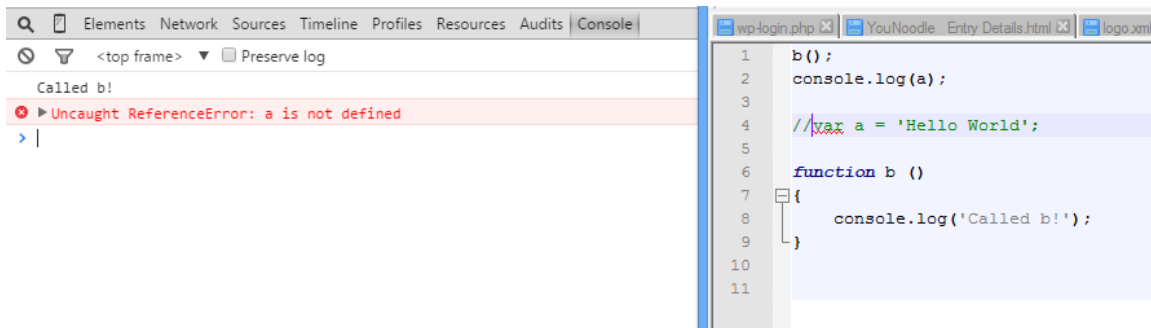 Elements Network Sources Timeline Profiles Resources Audits Console
<top frame> ▼ Preserve log
Called b!
Uncaught ReferenceError: a is not defined
>
wp-login.php YouNoodle Entry Details.html logo.xml
1 b();
2 console.log(a);
3
4 //var a = 'Hello World';
5
6 function b ()
7 {
8 console.log('Called b!');
9 }
10
11